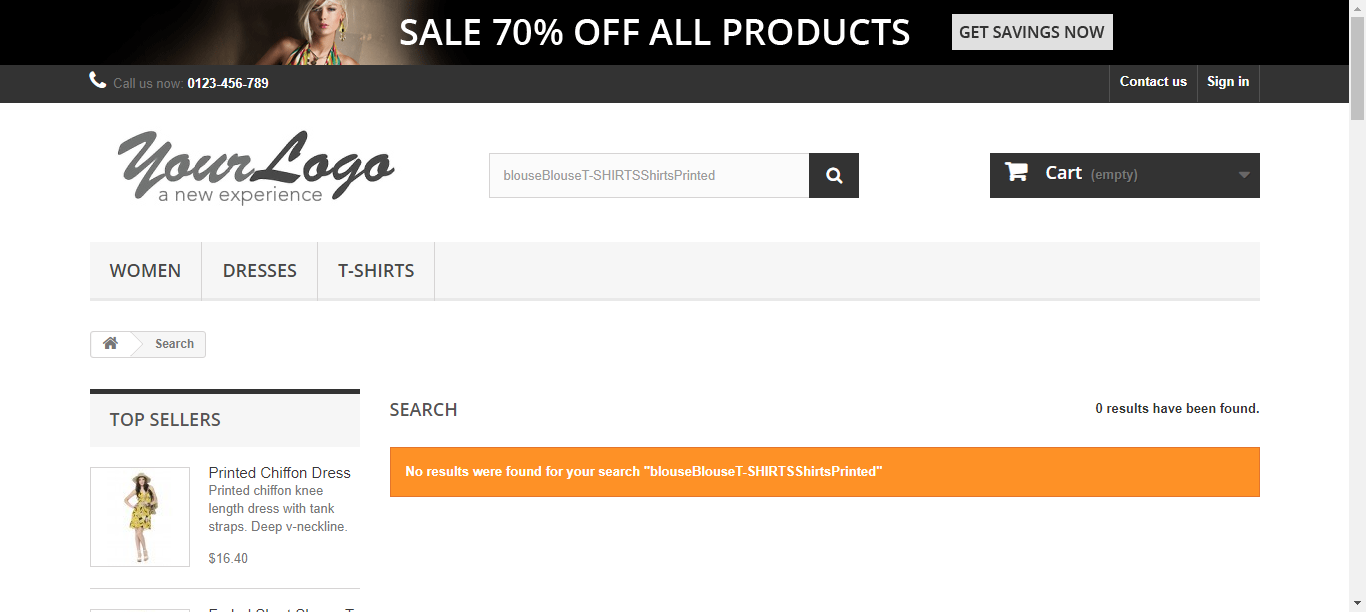 SALE 70% OFF ALL PRODUCTS
GET SAVINGS NOW
Call us now: 0123-456-789
Contact us
Sign in
YourLogo
a new experience
blouseBlouseT-SHIRTSShirtsPrinted
Cart (empty)
WOMEN
DRESSES
T-SHIRTS
Search
TOP SELLERS
Printed Chiffon Dress
Printed chiffon knee
length dress with tank
straps. Deep v-neckline.
$16.40
SEARCH
0 results have been found.
No results were found for your search "blouseBlouseT-SHIRTSShirtsPrinted"